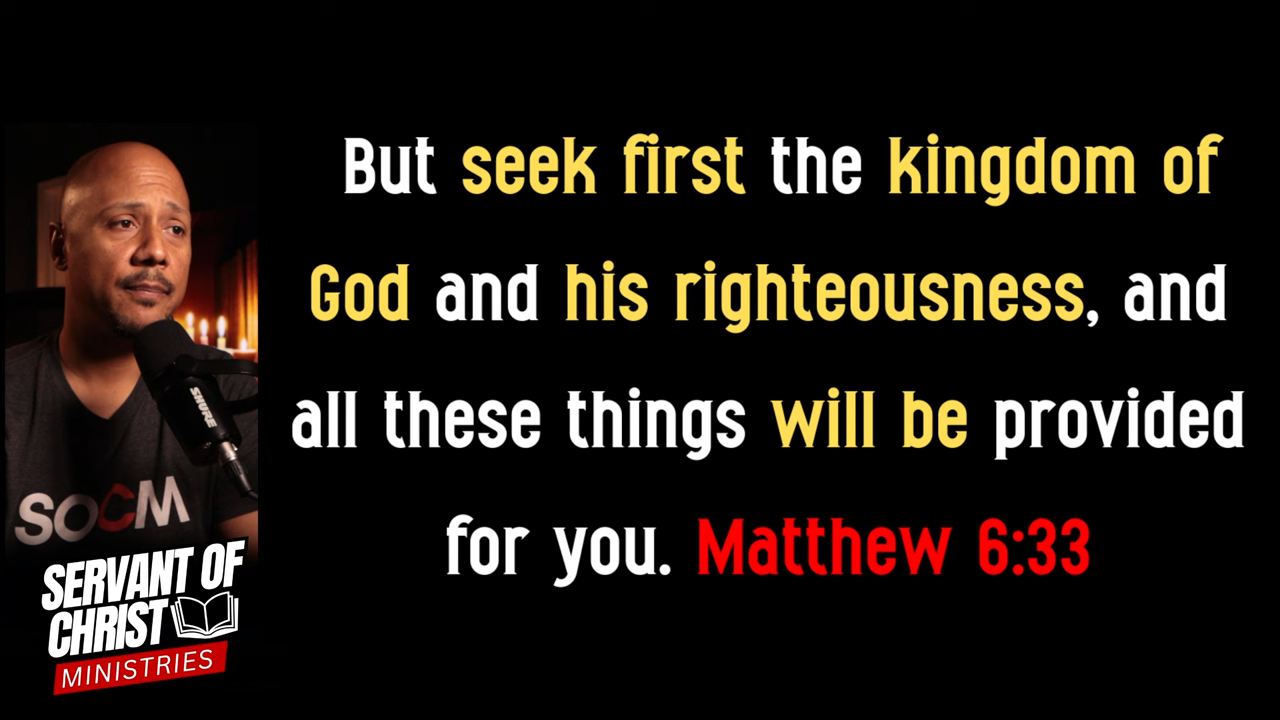 But seek first the kingdom of
God and his righteousness, and
all these things will be provided
for you. Matthew 6:33
SHURE
SOCM
SERVANT OF
CHRIST
MINISTRIES